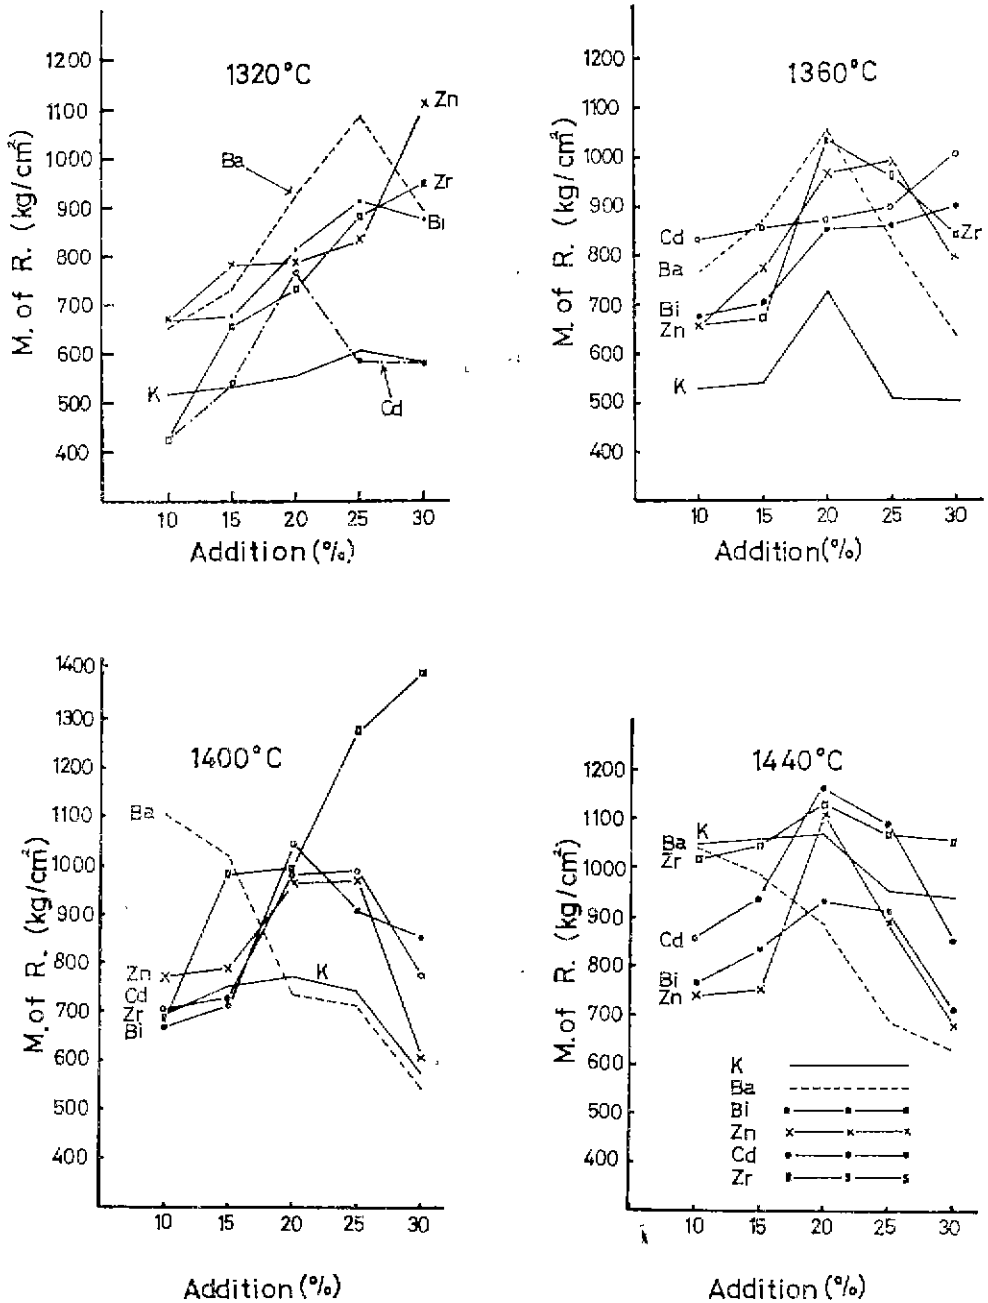 1320°C
M. of R. (kg/cm²)
1200
1100
1000
900
800
700
600
500
400
Ba
Zn
Zr
Bi
K
Cd
10 15 20 25 30
Addition (%)
1360°C
M. of R. (kg/cm²)
1200
1100
1000
900
800
700
600
500
400
Cd
Ba
Bi
Zn
K
Zr
10 15 20 25 30
Addition (%)
1400°C
M. of R. (kg/cm²)
1400
1300
1200
1100
1000
900
800
700
600
500
400
Ba
Zn
Cd
Zr
Bi
K
10 15 20 25 30
Addition (%)
1440°C
M. of R. (kg/cm²)
1200
1100
1000
900
800
700
600
500
400
K
Ba
Zr
Cd
Bi
Zn
K
Ba
Bi
Zn
Cd
Zr
10 15 20 25 30
Addition (%)